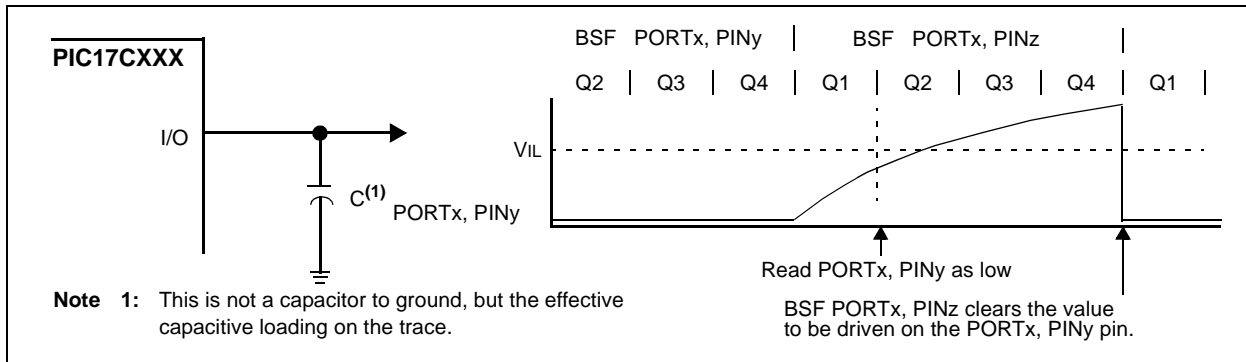 PIC17CXXX
I/O
C(1)
Note 1: This is not a capacitor to ground, but the effective
capacitive loading on the trace.
BSF PORTx, PINy | BSF PORTx, PINz |
Q2 | Q3 | Q4 | Q1 | Q2 | Q3 | Q4 | Q1 |
VIL
PORTx, PINy
Read PORTx, PINy as low
BSF PORTx, PINz clears the value
to be driven on the PORTx, PINy pin.